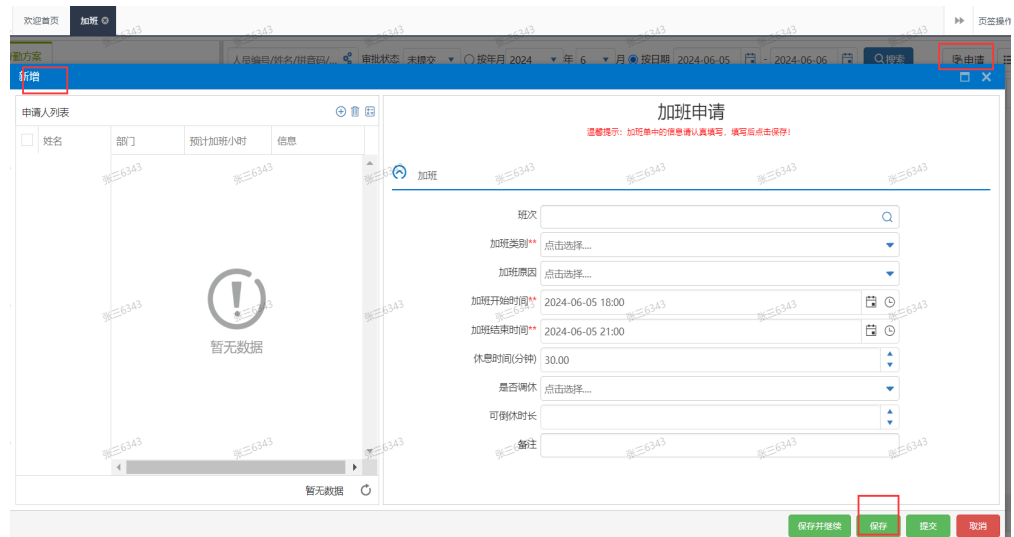 欢迎首页 加班 页签操作
勤方案 人员编号/姓名/拼音码/... 审批状态 未提交 按年月 2024 年 6 月 按日期 2024-06-05 - 2024-06-06 搜索 申请
新增
申请人列表
姓名 部门 预计加班小时 信息
暂无数据
暂无数据
加班申请
温馨提示：加班单中的信息请认真填写，填写后点击保存!
加班
班次
加班类别** 点击选择....
加班原因 点击选择....
加班开始时间** 2024-06-05 18:00
加班结束时间** 2024-06-05 21:00
休息时间(分钟) 30.00
是否调休 点击选择....
可倒休时长
备注
保存并继续 保存 提交 取消
张三6343